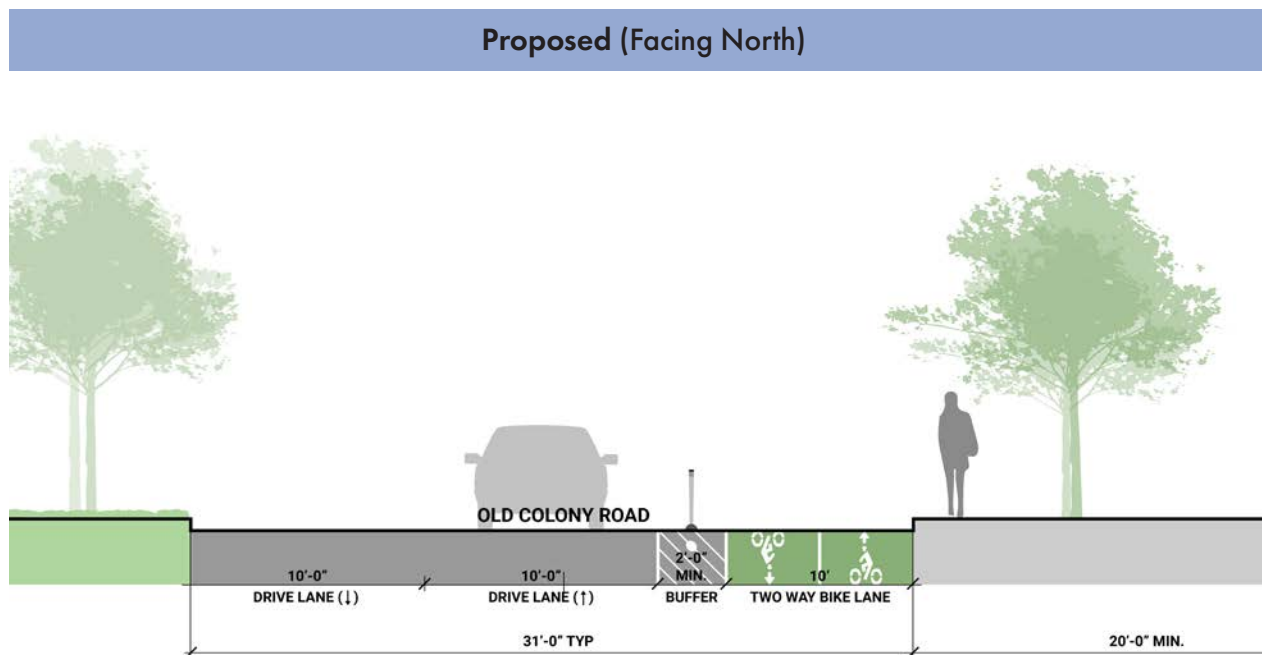 Proposed (Facing North)
OLD COLONY ROAD
2'-0"
MIN.
10'-0"
10'-0"
10'
DRIVE LANE (↓)
DRIVE LANE (↑)
BUFFER
TWO WAY BIKE LANE
31'-0" TYP
20'-0" MIN.